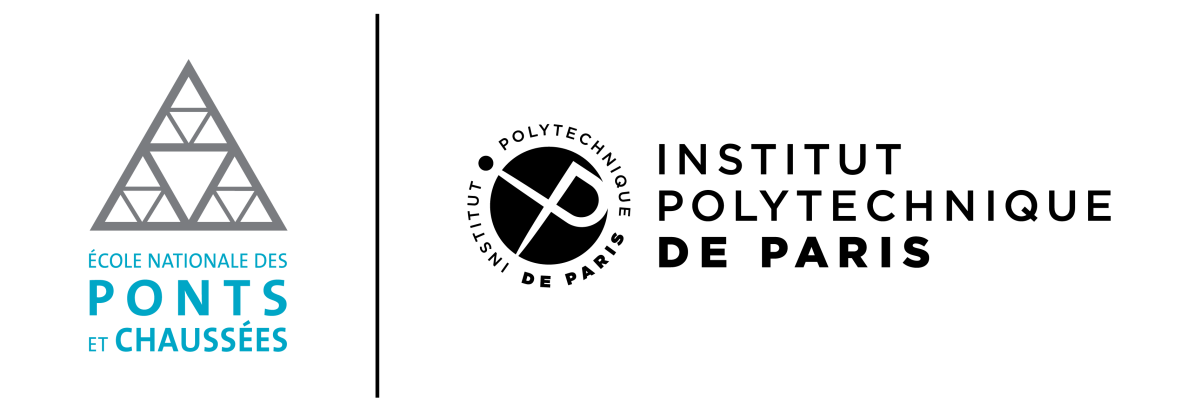 ÉCOLE NATIONALE DES
PONTS
ET CHAUSSÉES
INSTITUT POLYTECHNIQUE DE PARIS
INSTITUT
POLYTECHNIQUE
DE PARIS